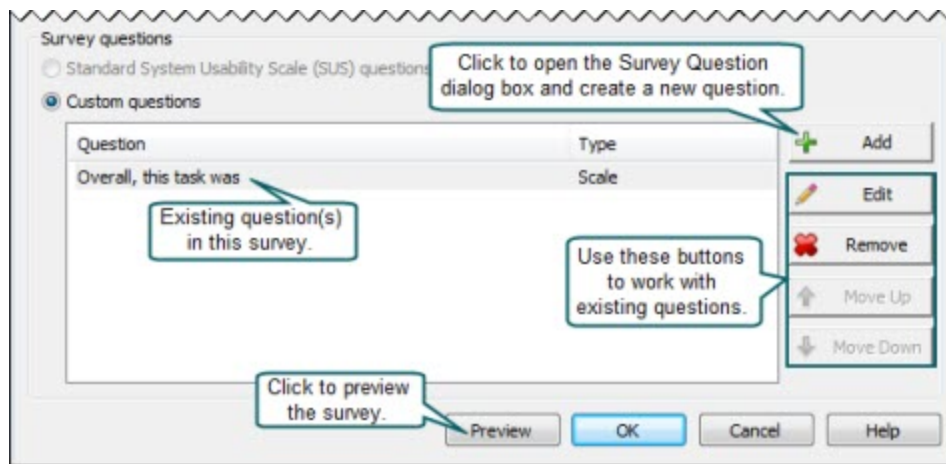 Survey questions
Standard System Usability Scale (SUS) questions
Click to open the Survey Question
dialog box and create a new question.
Custom questions
Question Type
Add
Overall, this task was Scale
Edit
Existing question(s)
in this survey.
Remove
Use these buttons
to work with
existing questions.
Move Up
Move Down
Click to preview
the survey.
Preview OK Cancel Help